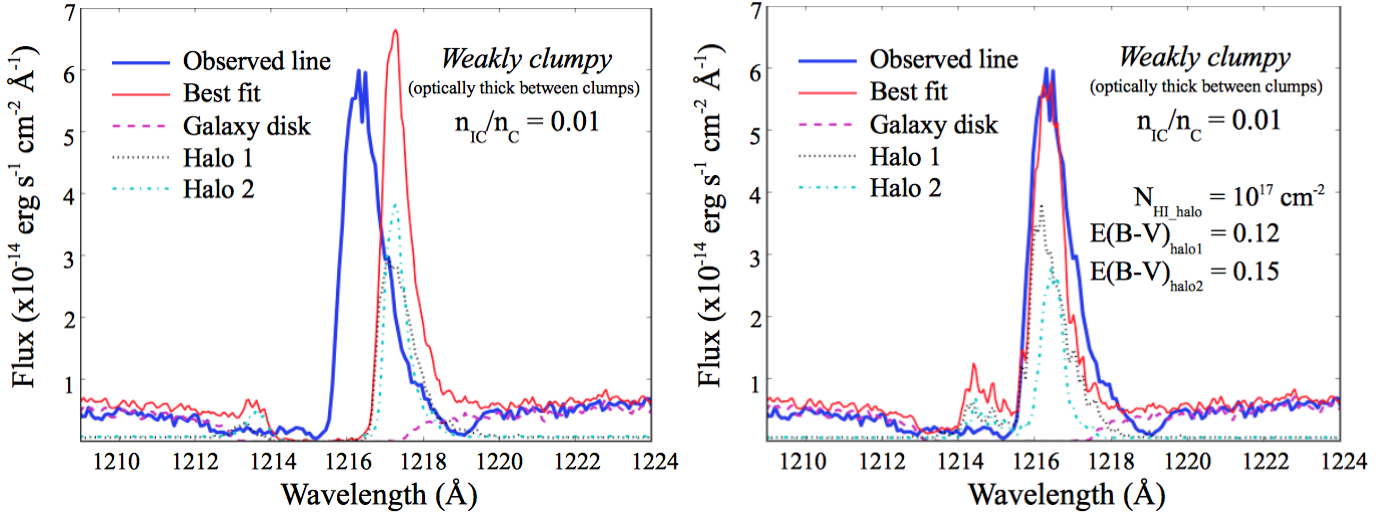 7
6
5
4
3
2
1
Flux (x10⁻¹⁴ erg s⁻¹ cm⁻² Å⁻¹)
Observed line
Best fit
Galaxy disk
Halo 1
Halo 2
Weakly clumpy
(optically thick between clumps)
n_IC/n_C = 0.01
1210 1212 1214 1216 1218 1220 1222 1224
Wavelength (Å)
7
6
5
4
3
2
1
Flux (x10⁻¹⁴ erg s⁻¹ cm⁻² Å⁻¹)
Observed line
Best fit
Galaxy disk
Halo 1
Halo 2
Weakly clumpy
(optically thick between clumps)
n_IC/n_C = 0.01
N_HI_halo = 10¹⁷ cm⁻²
E(B-V)_halo1 = 0.12
E(B-V)_halo2 = 0.15
1210 1212 1214 1216 1218 1220 1222 1224
Wavelength (Å)